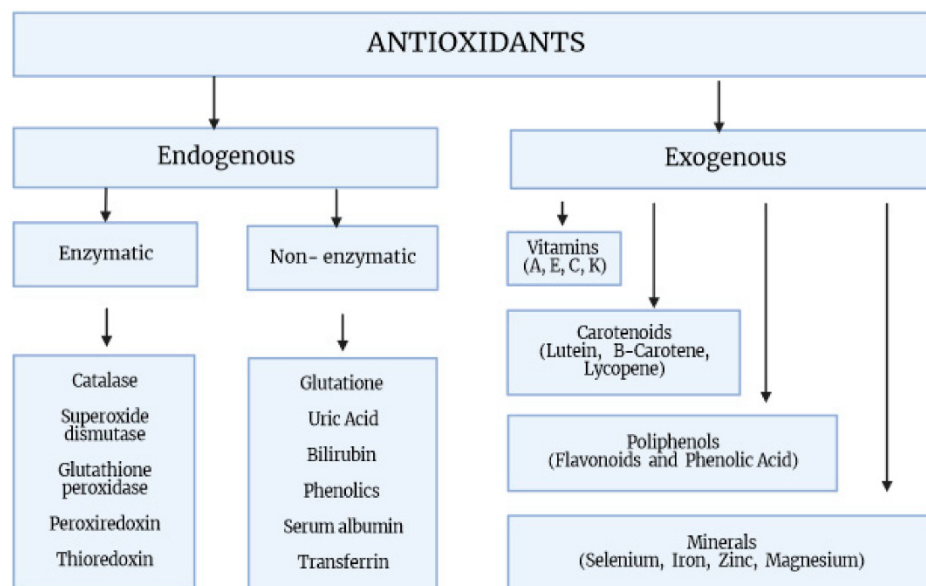 ANTIOXIDANTS
Endogenous
Exogenous
Enzymatic
Non- enzymatic
Catalase
Superoxide
dismutase
Glutathione
peroxidase
Peroxiredoxin
Thioredoxin
Glutatione
Uric Acid
Bilirubin
Phenolics
Serum albumin
Transferrin
Vitamins
(A, E, C, K)
Carotenoids
(Lutein, B-Carotene,
Lycopene)
Poliphenols
(Flavonoids and Phenolic Acid)
Minerals
(Selenium, Iron, Zinc, Magnesium)